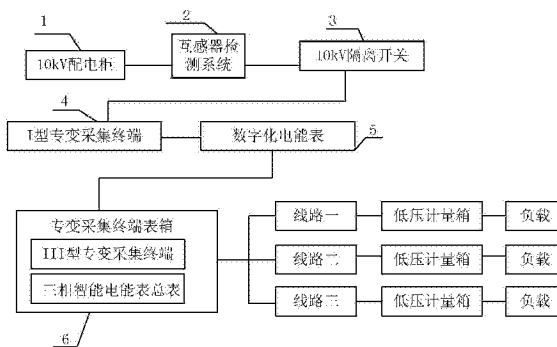 1
2
3
10kV配电柜
互感器检
测系统
10kV隔离开关
4
I型专变采集终端
数字化电能表
5
专变采集终端表箱
III型专变采集终端
三相智能电能表总表
6
线路一
低压计量箱
负载
线路二
低压计量箱
负载
线路三
低压计量箱
负载